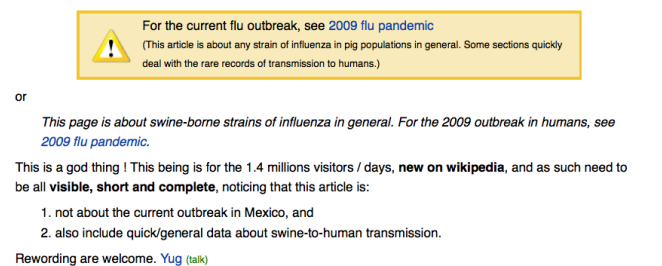 For the current flu outbreak, see 2009 flu pandemic
(This article is about any strain of influenza in pig populations in general. Some sections quickly
deal with the rare records of transmission to humans.)
or
This page is about swine-borne strains of influenza in general. For the 2009 outbreak in humans, see
2009 flu pandemic.
This is a god thing ! This being is for the 1.4 millions visitors / days, new on wikipedia, and as such need to
be all visible, short and complete, noticing that this article is:
1. not about the current outbreak in Mexico, and
2. also include quick/general data about swine-to-human transmission.
Rewording are welcome. Yug (talk)